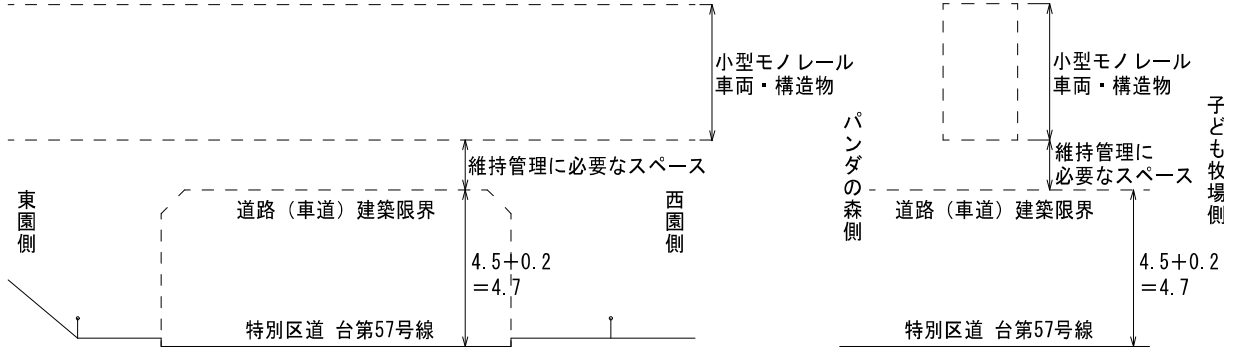 小型モノレール
車両・構造物
維持管理に必要なスペース
東園側
道路（車道）建築限界
西園側
4.5+0.2
=4.7
特別区道 台第57号線
小型モノレール
車両・構造物
パンダの森側
子ども牧場側
維持管理に
必要なスペース
道路（車道）建築限界
4.5+0.2
=4.7
特別区道 台第57号線